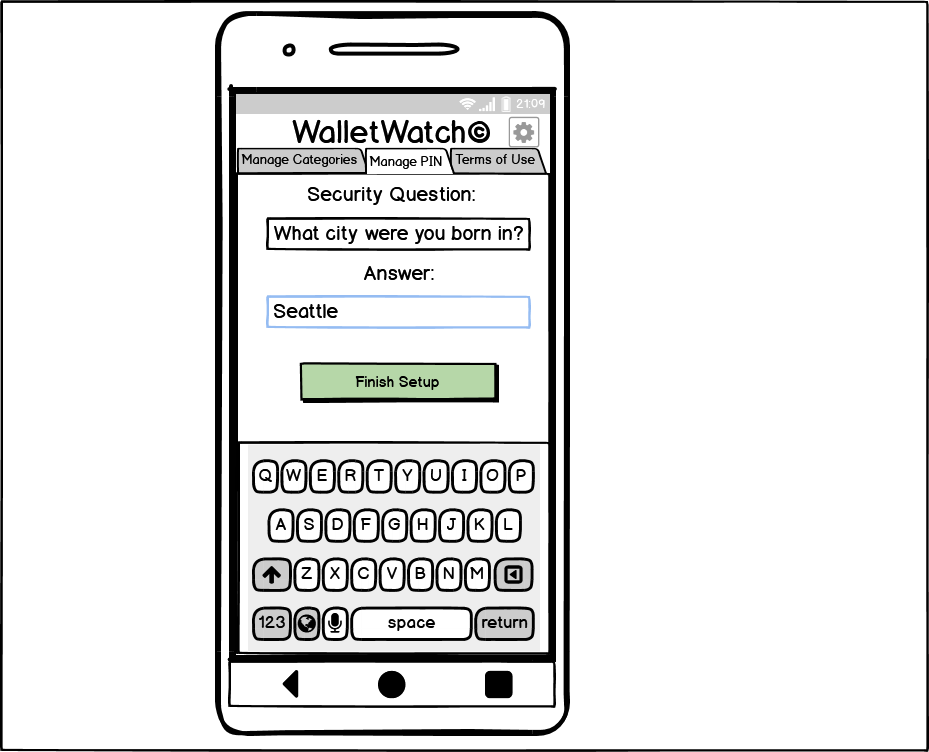 21:09
WalletWatch©
Manage Categories Manage PIN Terms of Use
Security Question:
What city were you born in?
Answer:
Seattle
Finish Setup
Q W E R T Y U I O P
A S D F G H J K L
Z X C V B N M
123 space return